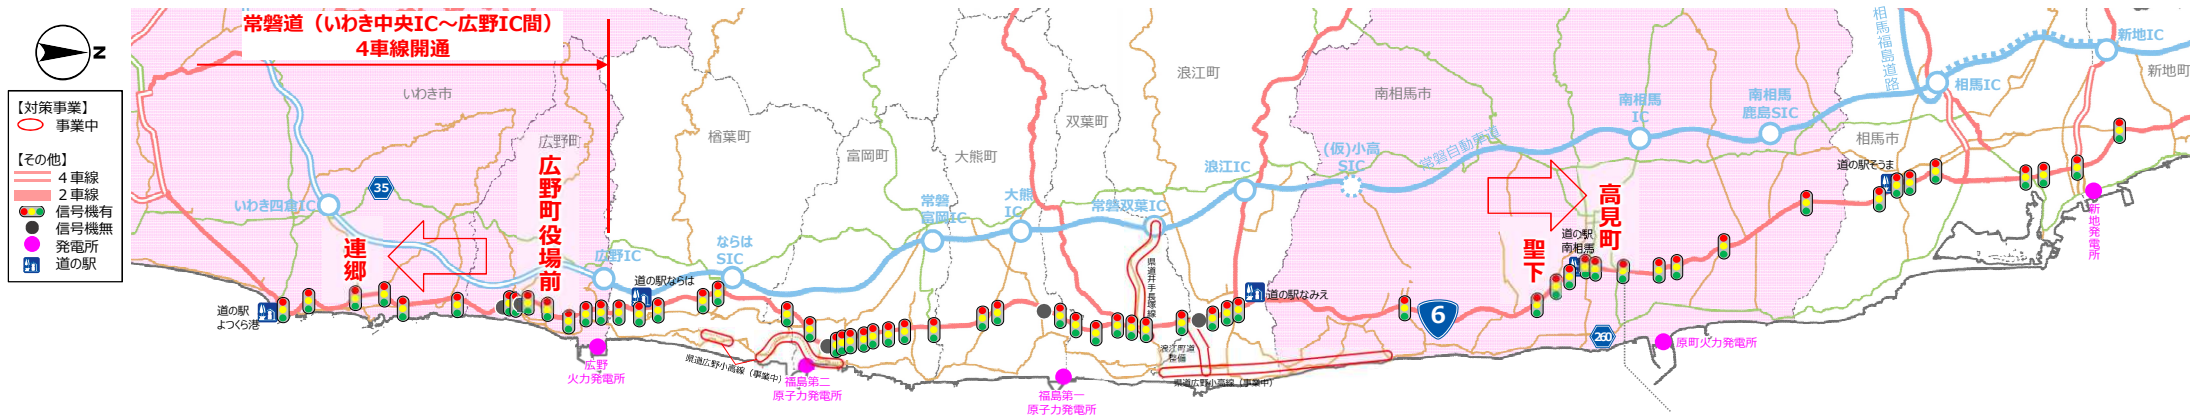 常磐道（いわき中央IC～広野IC間）
4車線開通
N
【対策事業】
事業中
【その他】
４車線
２車線
信号機有
信号機無
発電所
道の駅
いわき市
広野町
楢葉町
富岡町
大熊町
双葉町
浪江町
南相馬市
相馬市
新地町
いわき四倉IC
35
連郷
広野町役場前
広野IC
ならは
SIC
常磐
富岡IC
大熊
IC
常磐双葉IC
浪江IC
(仮)小高
SIC
常磐自動車道
南相馬
IC
南相馬
鹿島SIC
相馬福島道路
相馬IC
新地IC
道の駅
よつくら港
道の駅ならは
道の駅なみえ
聖下
高見町
道の駅
南相馬
道の駅そうま
6
260
広野
火力発電所
県道広野小高線（事業中）
福島第二
原子力発電所
福島第一
原子力発電所
県道井手長塚線
浪江町道
整備
県道広野小高線（事業中）
原町火力発電所
新地発電所